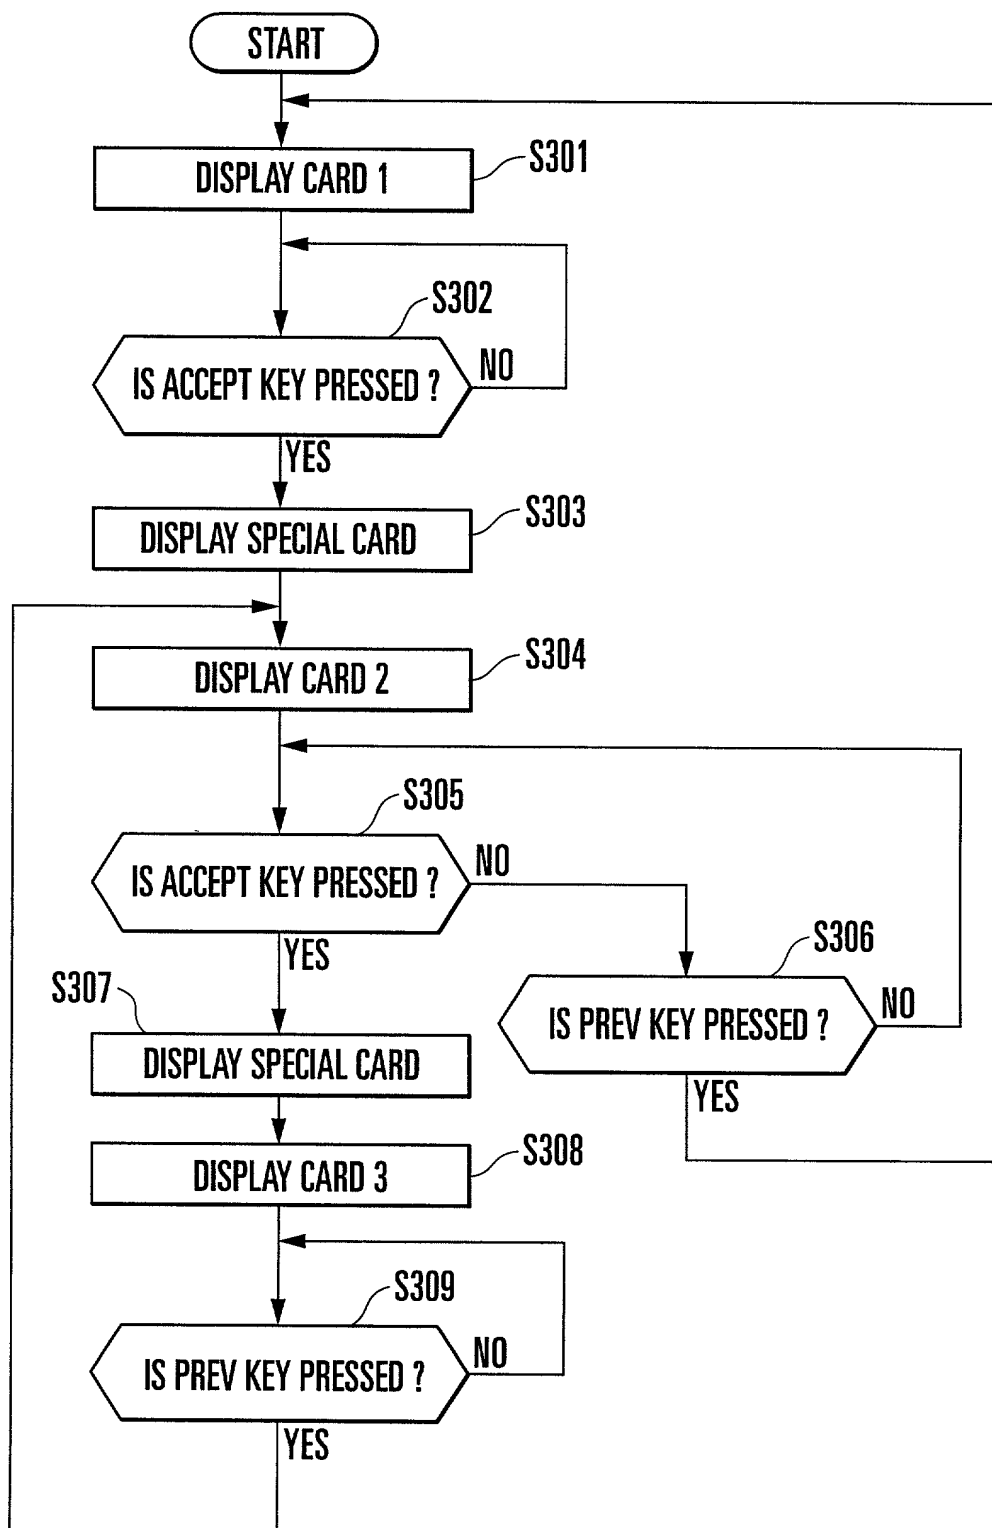 START
DISPLAY CARD 1
S301
S302
IS ACCEPT KEY PRESSED ?
NO
YES
S303
DISPLAY SPECIAL CARD
S304
DISPLAY CARD 2
S305
IS ACCEPT KEY PRESSED ?
NO
YES
S306
IS PREV KEY PRESSED ?
NO
YES
S307
DISPLAY SPECIAL CARD
S308
DISPLAY CARD 3
S309
IS PREV KEY PRESSED ?
NO
YES